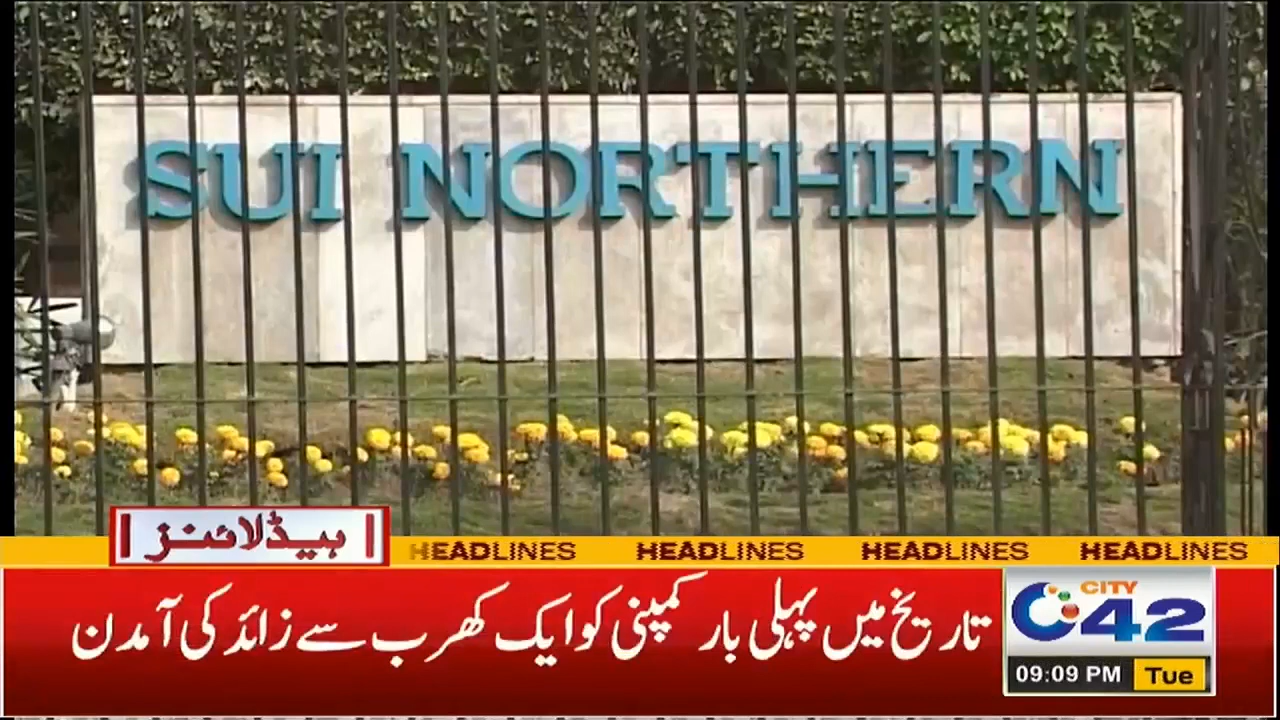 SUI NORTHERN
ہیڈلائنز
HEADLINES HEADLINES HEADLINES HEADLINES
تاریخ میں پہلی بار کمپنی کو ایک کھرب سے زائد کی آمدن
CITY
42
09:09 PM Tue